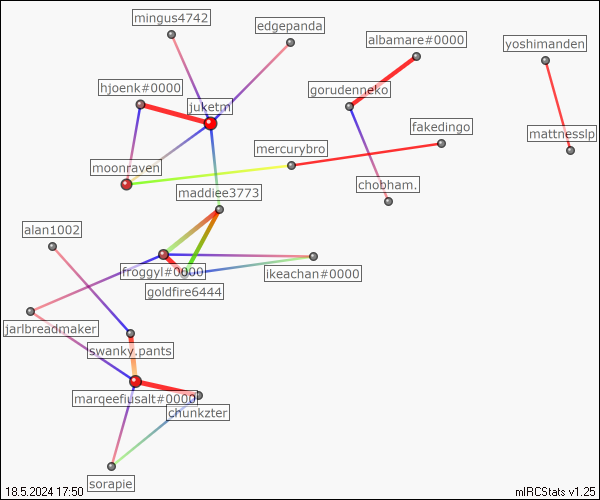 mingus4742
edgepanda
albamare#0000
yoshimanden
hjoenk#0000
juketm
gorudenneko
fakedingo
mattnesslp
mercurybro
moonraven
chobham.
maddiee3773
alan1002
froggyl#0000
ikeachan#0000
goldfire6444
jarlbreadmaker
swanky.pants
marqeefiusalt#0000
chunkzter
sorapie
18.5.2024 17:50
mIRCStats v1.25